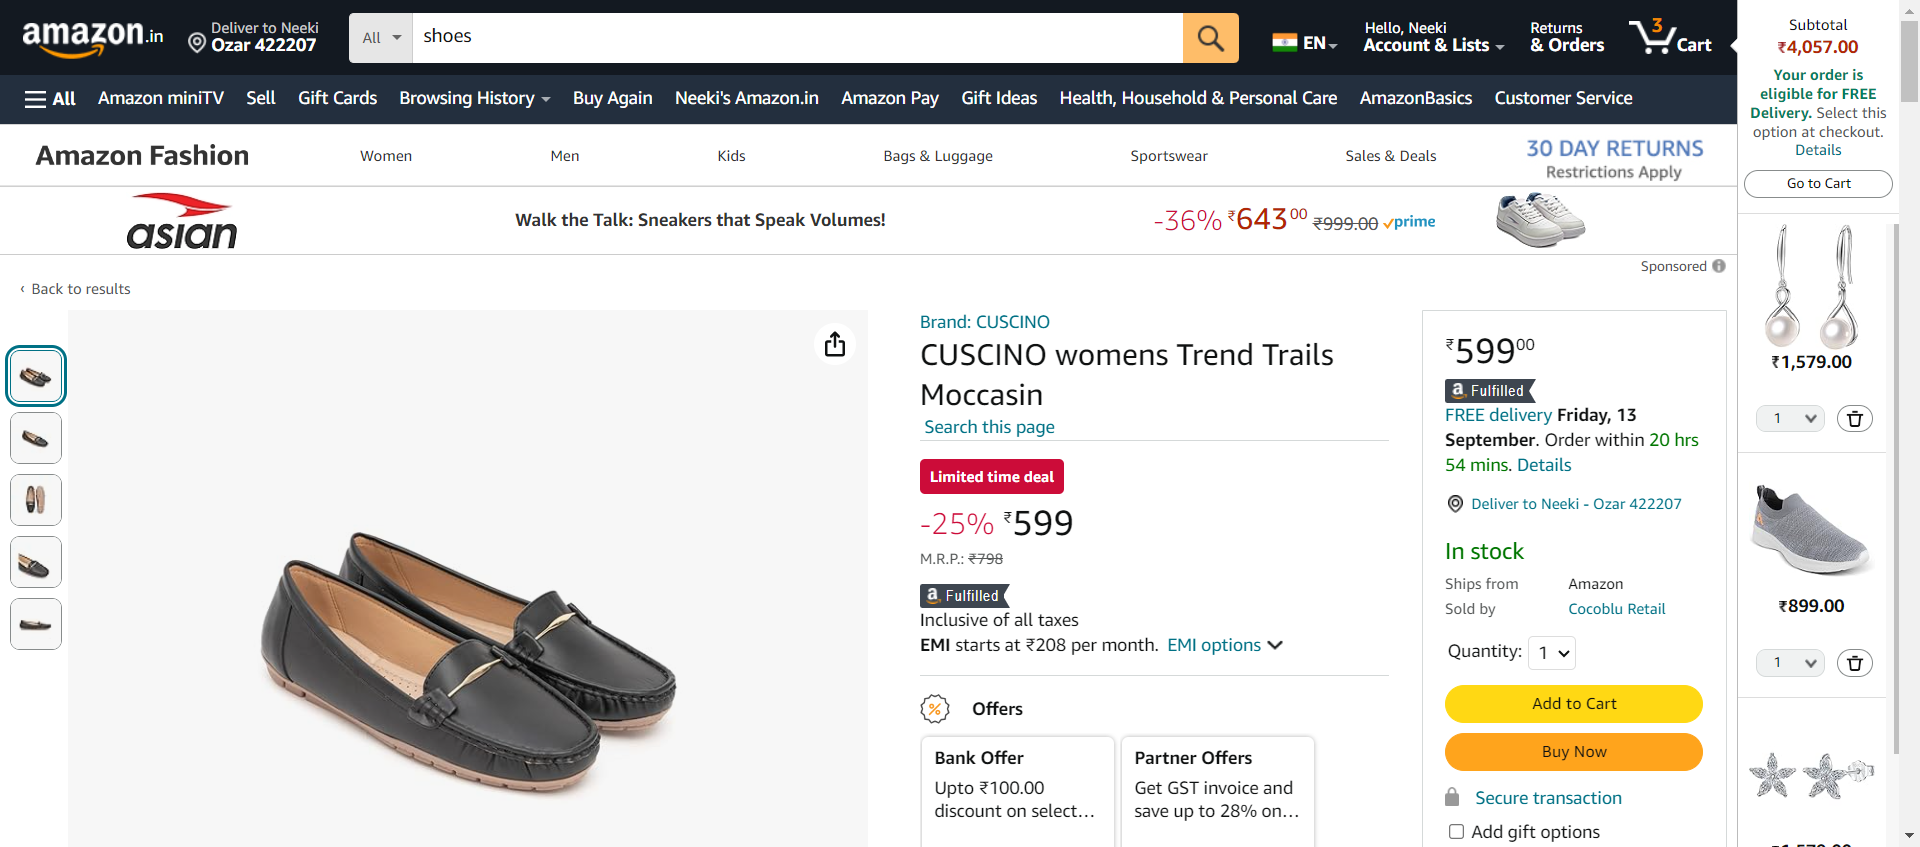 amazon.in
Deliver to Neeki
Ozar 422207
All
shoes
EN
Hello, Neeki
Account & Lists
Returns
& Orders
3
Cart
All
Amazon miniTV
Sell
Gift Cards
Browsing History
Buy Again
Neeki's Amazon.in
Amazon Pay
Gift Ideas
Health, Household & Personal Care
AmazonBasics
Customer Service
Amazon Fashion
Women
Men
Kids
Bags & Luggage
Sportswear
Sales & Deals
30 DAY RETURNS
Restrictions Apply
asian
Walk the Talk: Sneakers that Speak Volumes!
-36% ₹643 00 ₹999.00 prime
Sponsored
‹ Back to results
Brand: CUSCINO
CUSCINO womens Trend Trails
Moccasin
Search this page
Limited time deal
-25% ₹599
M.R.P.: ₹798
a Fulfilled
Inclusive of all taxes
EMI starts at ₹208 per month. EMI options
% Offers
Bank Offer
Upto ₹100.00
discount on select…
Partner Offers
Get GST invoice and
save up to 28% on…
₹599 00
a Fulfilled
FREE delivery Friday, 13
September. Order within 20 hrs
54 mins. Details
Deliver to Neeki - Ozar 422207
In stock
Ships from Amazon
Sold by Cocoblu Retail
Quantity: 1
Add to Cart
Buy Now
Secure transaction
Add gift options
Subtotal
₹4,057.00
Your order is
eligible for FREE
Delivery. Select this
option at checkout.
Details
Go to Cart
₹1,579.00
1
₹899.00
1